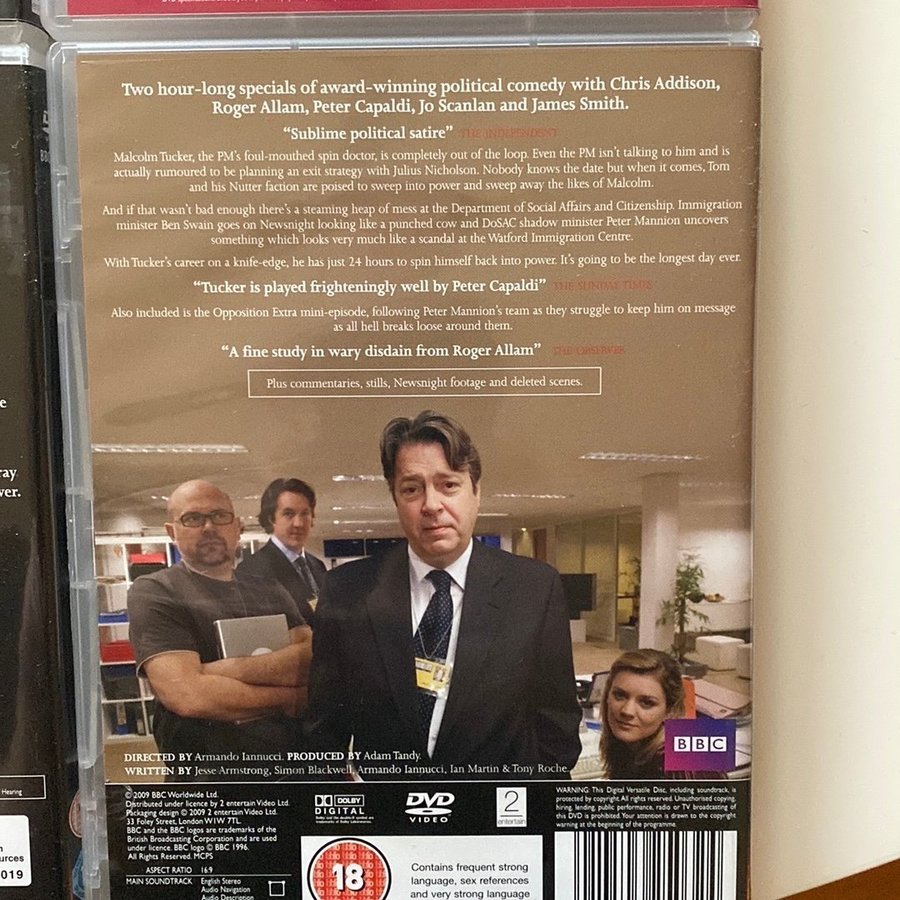 Two hour-long specials of award-winning political comedy with Chris Addison,
Roger Allam, Peter Capaldi, Jo Scanlan and James Smith.
“Sublime political satire” THE INDEPENDENT
Malcolm Tucker, the PM’s foul-mouthed spin doctor, is completely out of the loop. Even the PM isn’t talking to him and is
actually rumoured to be planning an exit strategy with Julius Nicholson. Nobody knows the date but when it comes, Tom
and his Nutter faction are poised to sweep into power and sweep away the likes of Malcolm.
And if that wasn’t bad enough there’s a steaming heap of mess at the Department of Social Affairs and Citizenship. Immigration
minister Ben Swain goes on Newsnight looking like a punched cow and DoSAC shadow minister Peter Mannion uncovers
something which looks very much like a scandal at the Watford Immigration Centre.
With Tucker’s career on a knife-edge, he has just 24 hours to spin himself back into power. It’s going to be the longest day ever.
“Tucker is played frighteningly well by Peter Capaldi” THE SUNDAY TIMES
Also included is the Opposition Extra mini-episode, following Peter Mannion’s team as they struggle to keep him on message
as all hell breaks loose around them.
“A fine study in wary disdain from Roger Allam” THE OBSERVER
Plus commentaries, stills, Newsnight footage and deleted scenes.
BBC
DIRECTED BY Armando Iannucci. PRODUCED BY Adam Tandy.
WRITTEN BY Jesse Armstrong, Simon Blackwell, Armando Iannucci, Ian Martin & Tony Roche.
© 2009 BBC Worldwide Ltd.
Distributed under licence by 2 entertain Video Ltd.
Packaging design © 2009 2 entertain Video Ltd.
33 Foley Street, London W1W 7TL.
BBC and the BBC logos are trademarks of the
British Broadcasting Corporation and are used
under licence. BBC logo © BBC 1996.
All Rights Reserved. MCPS
ASPECT RATIO 16:9
MAIN SOUNDTRACK English Stereo
Audio Navigation
Audio Description
DOLBY
DIGITAL
DVD
VIDEO
2
entertain
WARNING: This Digital Versatile Disc, including soundtrack, is
protected by copyright. All rights reserved. Unauthorised copying,
hiring, lending, public performance, radio or TV broadcasting of
this DVD is prohibited. Your attention is drawn to the copyright
warning at the beginning of the programme.
18
Contains frequent strong
language, sex references
and very strong language
ray
ver.
Hearing
ources
019